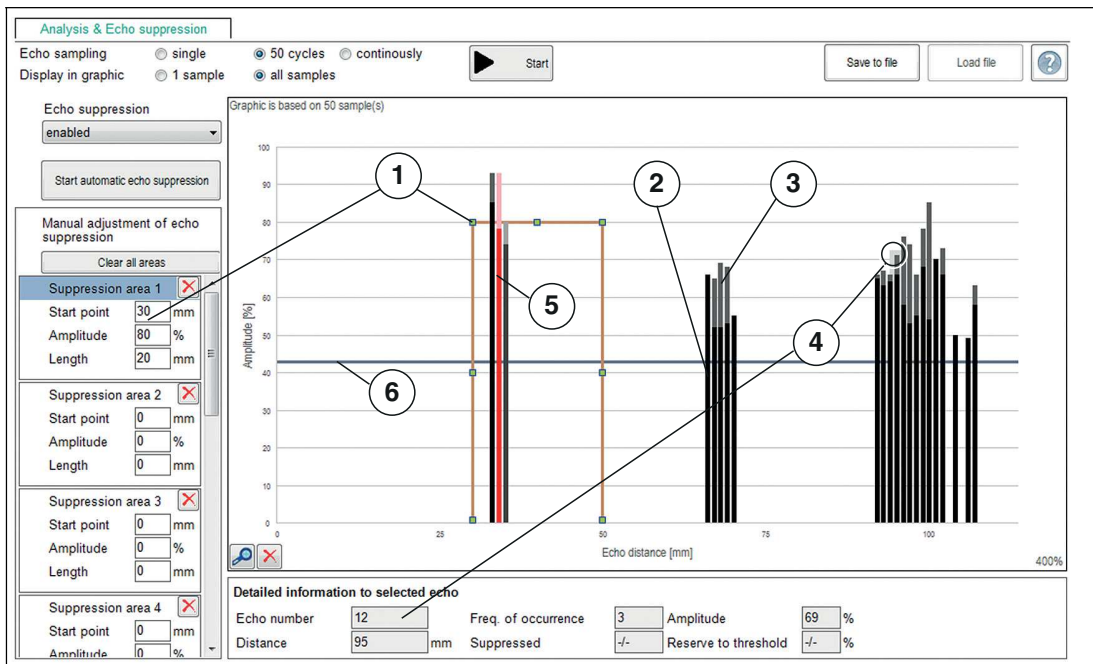 Analysis & Echo suppression
Echo sampling single 50 cycles continously
Display in graphic 1 sample all samples
Start
Save to file
Load file
?
Echo suppression
enabled
Start automatic echo suppression
Manual adjustment of echo
suppression
Clear all areas
Suppression area 1
Start point 30 mm
Amplitude 80 %
Length 20 mm
Suppression area 2
Start point 0 mm
Amplitude 0 %
Length 0 mm
Suppression area 3
Start point 0 mm
Amplitude 0 %
Length 0 mm
Suppression area 4
Start point 0 mm
Amplitude 0 %
Graphic is based on 50 sample(s)
Amplitude [%]
100
90
80
70
60
50
40
30
20
10
0
0 25 50 75 100
Echo distance [mm]
400%
1
2
3
4
5
6
Detailed information to selected echo
Echo number 12 Freq. of occurrence 3 Amplitude 69 %
Distance 95 mm Suppressed -/- Reserve to threshold -/- %